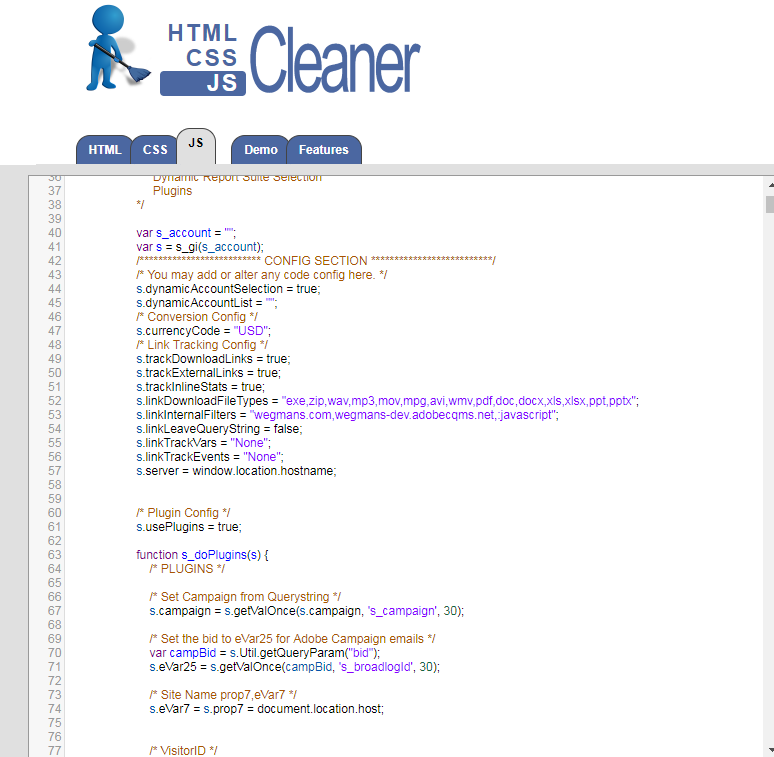 HTML
CSS
JS
Cleaner
HTML CSS JS Demo Features
36 Dynamic Report Suite Selection
37 Plugins
38 */
39
40 var s_account = "";
41 var s = s_gi(s_account);
42 /************************** CONFIG SECTION **************************/
43 /* You may add or alter any code config here. */
44 s.dynamicAccountSelection = true;
45 s.dynamicAccountList = "";
46 /* Conversion Config */
47 s.currencyCode = "USD";
48 /* Link Tracking Config */
49 s.trackDownloadLinks = true;
50 s.trackExternalLinks = true;
51 s.trackInlineStats = true;
52 s.linkDownloadFileTypes = "exe,zip,wav,mp3,mov,mpg,avi,wmv,pdf,doc,docx,xls,xlsx,ppt,pptx";
53 s.linkInternalFilters = "wegmans.com,wegmans-dev.adobecqms.net,:javascript";
54 s.linkLeaveQueryString = false;
55 s.linkTrackVars = "None";
56 s.linkTrackEvents = "None";
57 s.server = window.location.hostname;
58
59
60 /* Plugin Config */
61 s.usePlugins = true;
62
63 function s_doPlugins(s) {
64 /* PLUGINS */
65
66 /* Set Campaign from Querystring */
67 s.campaign = s.getValOnce(s.campaign, 's_campaign', 30);
68
69 /* Set the bid to eVar25 for Adobe Campaign emails */
70 var campBid = s.Util.getQueryParam("bid");
71 s.eVar25 = s.getValOnce(campBid, 's_broadlogId', 30);
72
73 /* Site Name prop7,eVar7 */
74 s.eVar7 = s.prop7 = document.location.host;
75
76
77 /* VisitorID */